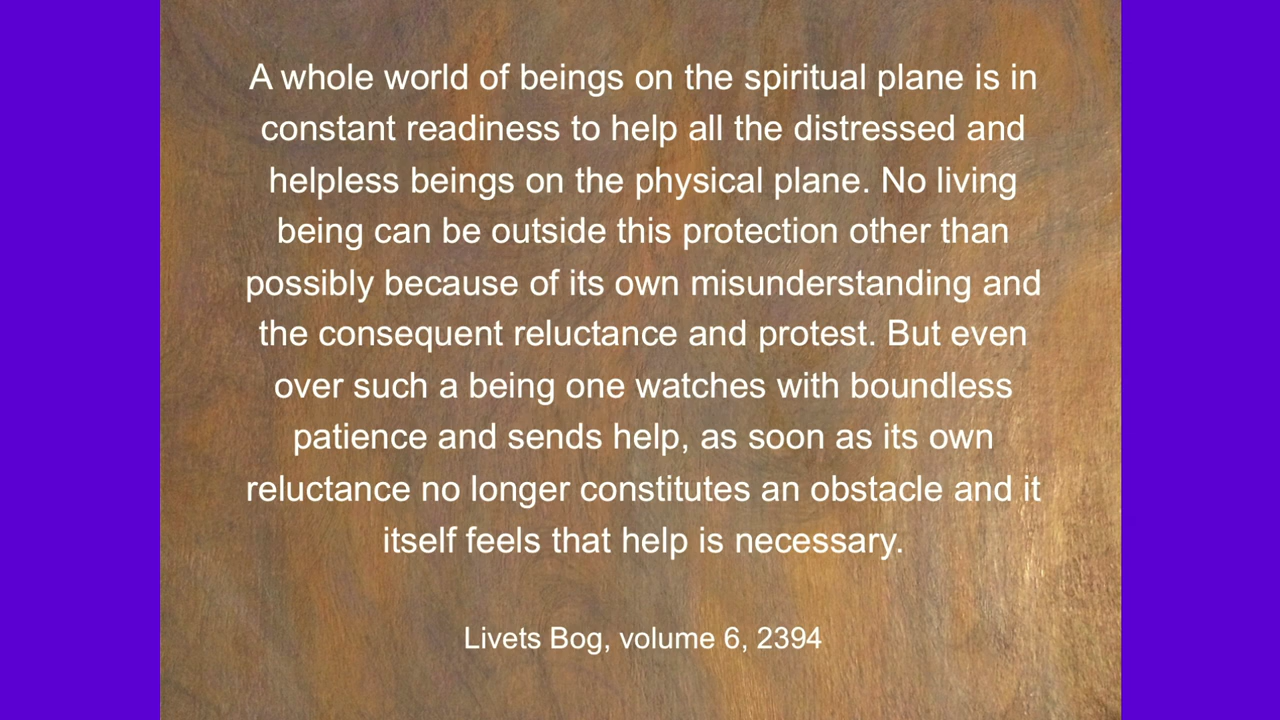 A whole world of beings on the spiritual plane is in
constant readiness to help all the distressed and
helpless beings on the physical plane. No living
being can be outside this protection other than
possibly because of its own misunderstanding and
the consequent reluctance and protest. But even
over such a being one watches with boundless
patience and sends help, as soon as its own
reluctance no longer constitutes an obstacle and it
itself feels that help is necessary.
Livets Bog, volume 6, 2394